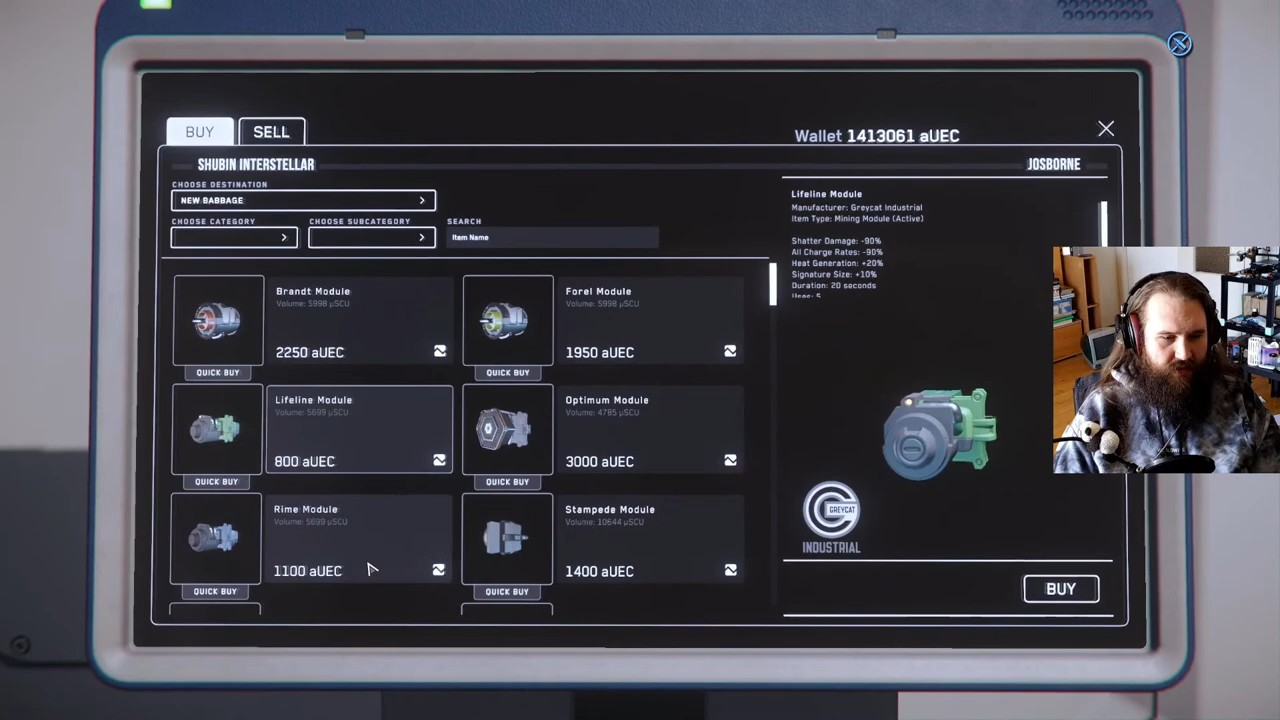 BUY
SELL
Wallet 1413061 aUEC
SHUBIN INTERSTELLAR
JOSBORNE
CHOOSE DESTINATION
NEW BABBAGE
CHOOSE CATEGORY
CHOOSE SUBCATEGORY
SEARCH
Item Name
Brandt Module
Volume: 5998 µSCU
2250 aUEC
QUICK BUY
Forel Module
Volume: 5998 µSCU
1950 aUEC
QUICK BUY
Lifeline Module
Volume: 5699 µSCU
800 aUEC
QUICK BUY
Optimum Module
Volume: 4785 µSCU
3000 aUEC
QUICK BUY
Rime Module
Volume: 5699 µSCU
1100 aUEC
QUICK BUY
Stampede Module
Volume: 10644 µSCU
1400 aUEC
QUICK BUY
Lifeline Module
Manufacturer: Greycat Industrial
Item Type: Mining Module (Active)
Shatter Damage: -90%
All Charge Rates: -90%
Heat Generation: +20%
Signature Size: +10%
Duration: 20 seconds
Uses: 5
GREYCAT
INDUSTRIAL
BUY